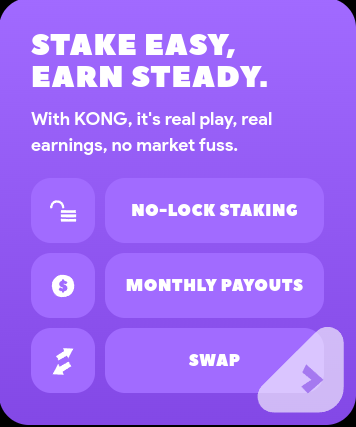 STAKE EASY,
EARN STEADY.
With KONG, it's real play, real
earnings, no market fuss.
NO-LOCK STAKING
$
MONTHLY PAYOUTS
SWAP